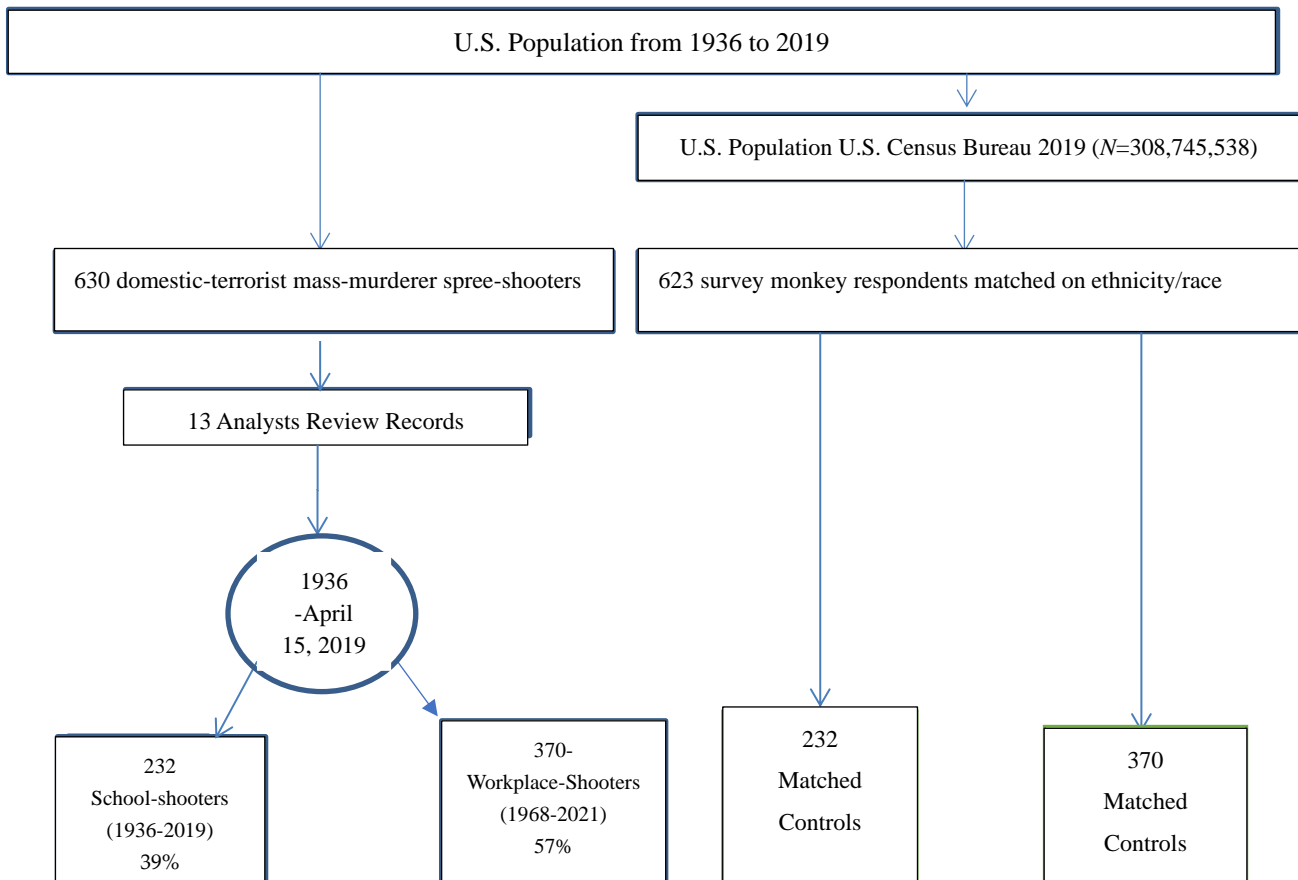 U.S. Population from 1936 to 2019
U.S. Population U.S. Census Bureau 2019 (N=308,745,538)
630 domestic-terrorist mass-murderer spree-shooters
623 survey monkey respondents matched on ethnicity/race
13 Analysts Review Records
1936
-April
15, 2019
232
School-shooters
(1936-2019)
39%
370-
Workplace-Shooters
(1968-2021)
57%
232
Matched
Controls
370
Matched
Controls